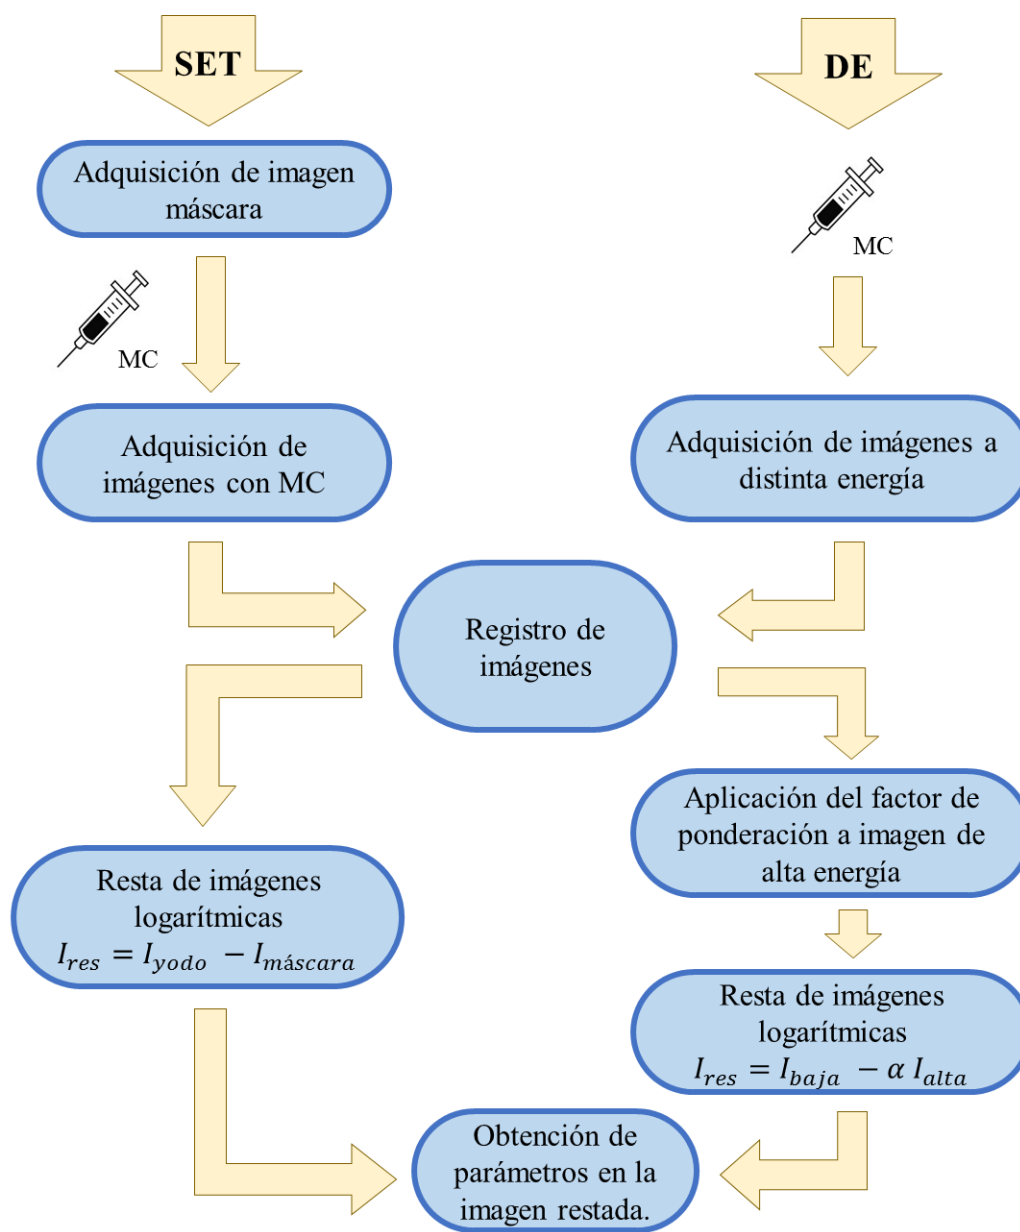 SET
Adquisición de imagen
máscara
MC
Adquisición de
imágenes con MC
DE
MC
Adquisición de imágenes a
distinta energía
Registro de
imágenes
Resta de imágenes
logarítmicas
I_res = I_yodo − I_máscara
Aplicación del factor de
ponderación a imagen de
alta energía
Resta de imágenes
logarítmicas
I_res = I_baja − α I_alta
Obtención de
parámetros en la
imagen restada.